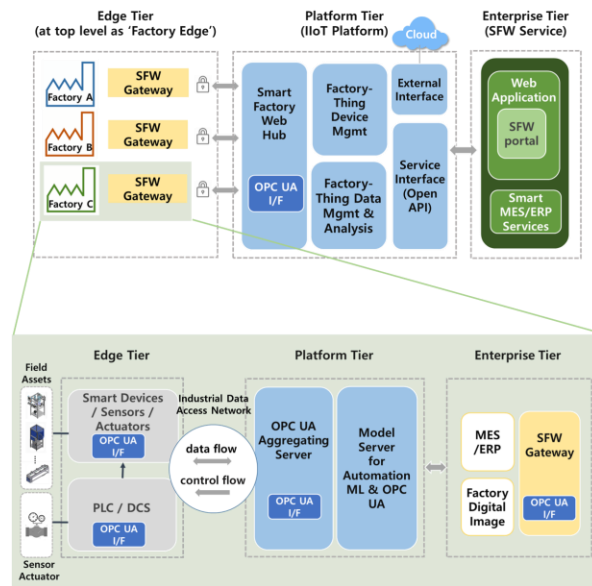 Edge Tier
(at top level as ‘Factory Edge’)
Platform Tier
(IIoT Platform)
Enterprise Tier
(SFW Service)
Cloud
Factory A
SFW
Gateway
Factory B
SFW
Gateway
Factory C
SFW
Gateway
Smart
Factory
Web
Hub
OPC UA
I/F
Factory-
Thing
Device
Mgmt
Factory-
Thing Data
Mgmt &
Analysis
External
Interface
Service
Interface
(Open
API)
Web
Application
SFW
portal
Smart
MES/ERP
Services
Edge Tier
Platform Tier
Enterprise Tier
Field
Assets
Smart Devices
/ Sensors /
Actuators
OPC UA
I/F
PLC / DCS
OPC UA
I/F
Sensor
Actuator
Industrial Data
Access Network
data flow
control flow
OPC UA
Aggregating
Server
OPC UA
I/F
Model
Server
for
Automation
ML & OPC
UA
MES
/ERP
Factory
Digital
Image
SFW
Gateway
OPC UA
I/F